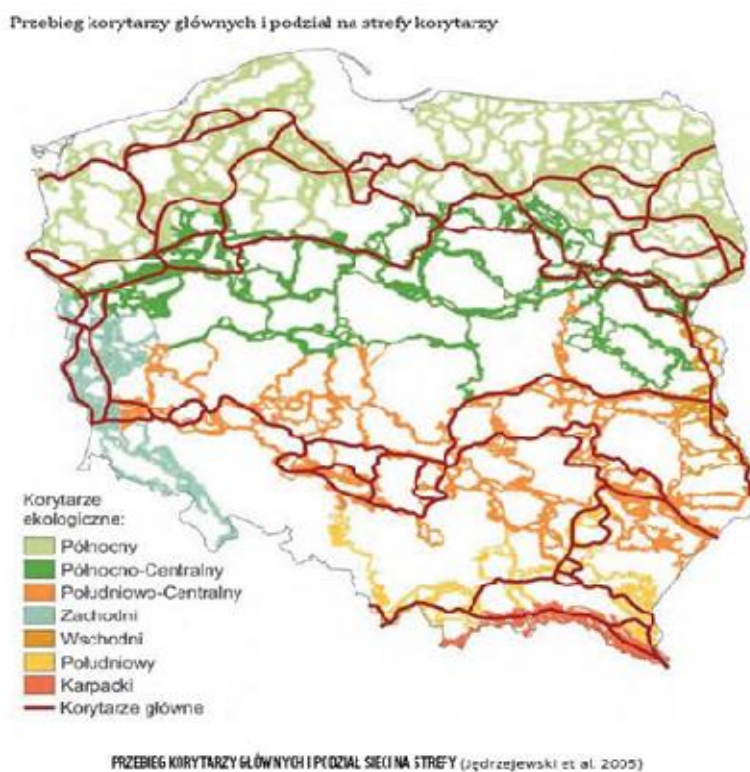 Przebieg korytarzy głównych i podział na strefy korytarzy
Korytarze
ekologiczne:
Północny
Północno-Centralny
Południowo-Centralny
Zachodni
Wschodni
Południowy
Karpacki
Korytarze główne
PRZEBIEG KORYTARZY GŁÓWNYCH I PODZIAŁ SIECI NA STREFY (Jędrzejewski et al. 2005)